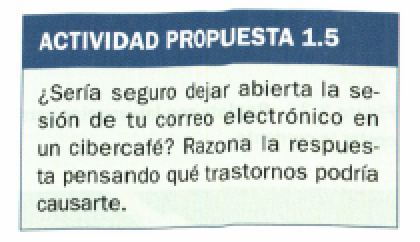 ACTIVIDAD PROPUESTA 1.5
¿Sería seguro dejar abierta la se-
sión de tu correo electrónico en
un cibercafé? Razona la respues-
ta pensando qué trastornos podría
causarte.